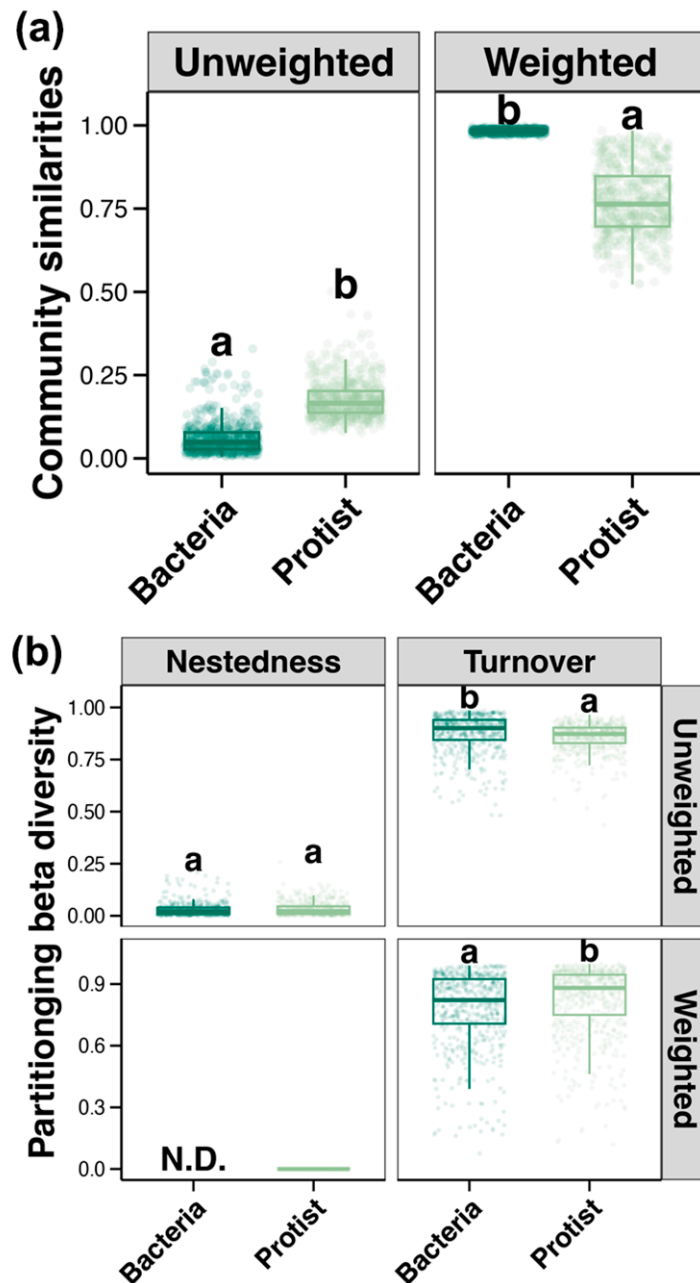 (a)
Unweighted Weighted
Community similarities
1.00
0.75
0.50
0.25
0.00
a
b
b
a
Bacteria
Protist
Bacteria
Protist
(b)
Nestedness Turnover
Partitionging beta diversity
1.00
0.75
0.50
0.25
0.00
a
a
b
a
Unweighted
0.9
0.6
0.3
0.0
N.D.
a
b
Weighted
Bacteria
Protist
Bacteria
Protist